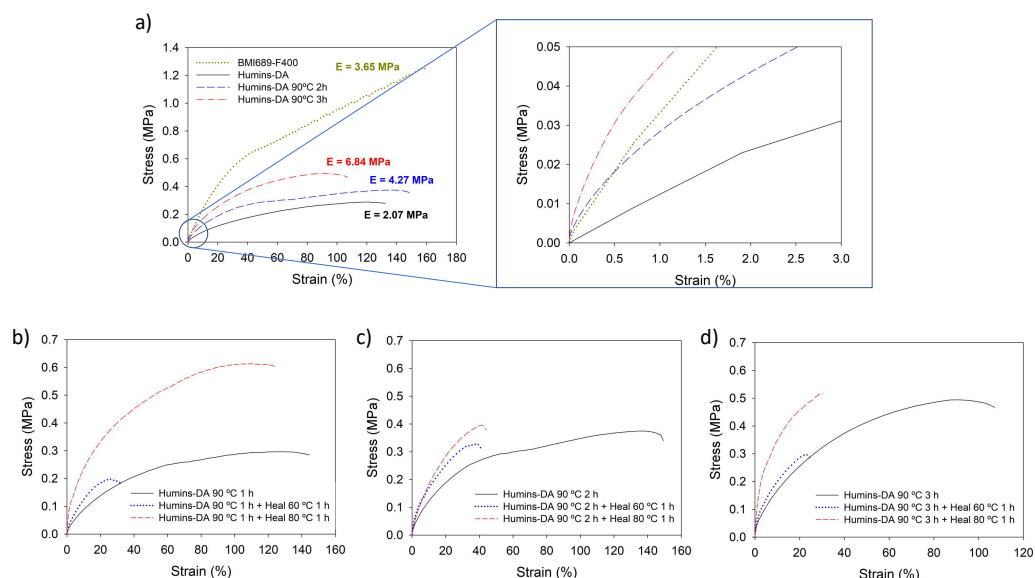 a)
1.4
1.2
1.0
0.8
0.6
0.4
0.2
0.0
Stress (MPa)
BMI689-F400
Humins-DA
Humins-DA 90ºC 2h
Humins-DA 90ºC 3h
E = 3.65 MPa
E = 6.84 MPa
E = 4.27 MPa
E = 2.07 MPa
0 20 40 60 80 100 120 140 160 180
Strain (%)
0.05
0.04
0.03
0.02
0.01
0.00
Stress (MPa)
0.0 0.5 1.0 1.5 2.0 2.5 3.0
Strain (%)
b)
0.7
0.6
0.5
0.4
0.3
0.2
0.1
0.0
Stress (MPa)
Humins-DA 90 ºC 1 h
Humins-DA 90 ºC 1 h + Heal 60 ºC 1 h
Humins-DA 90 ºC 1 h + Heal 80 ºC 1 h
0 20 40 60 80 100 120 140 160
Strain (%)
c)
0.7
0.6
0.5
0.4
0.3
0.2
0.1
0.0
Stress (MPa)
Humins-DA 90 ºC 2 h
Humins-DA 90 ºC 2 h + Heal 60 ºC 1 h
Humins-DA 90 ºC 2 h + Heal 80 ºC 1 h
0 20 40 60 80 100 120 140 160
Strain (%)
d)
0.7
0.6
0.5
0.4
0.3
0.2
0.1
0.0
Stress (MPa)
Humins-DA 90 ºC 3 h
Humins-DA 90 ºC 3 h + Heal 60 ºC 1 h
Humins-DA 90 ºC 3 h + Heal 80 ºC 1 h
0 20 40 60 80 100 120
Strain (%)